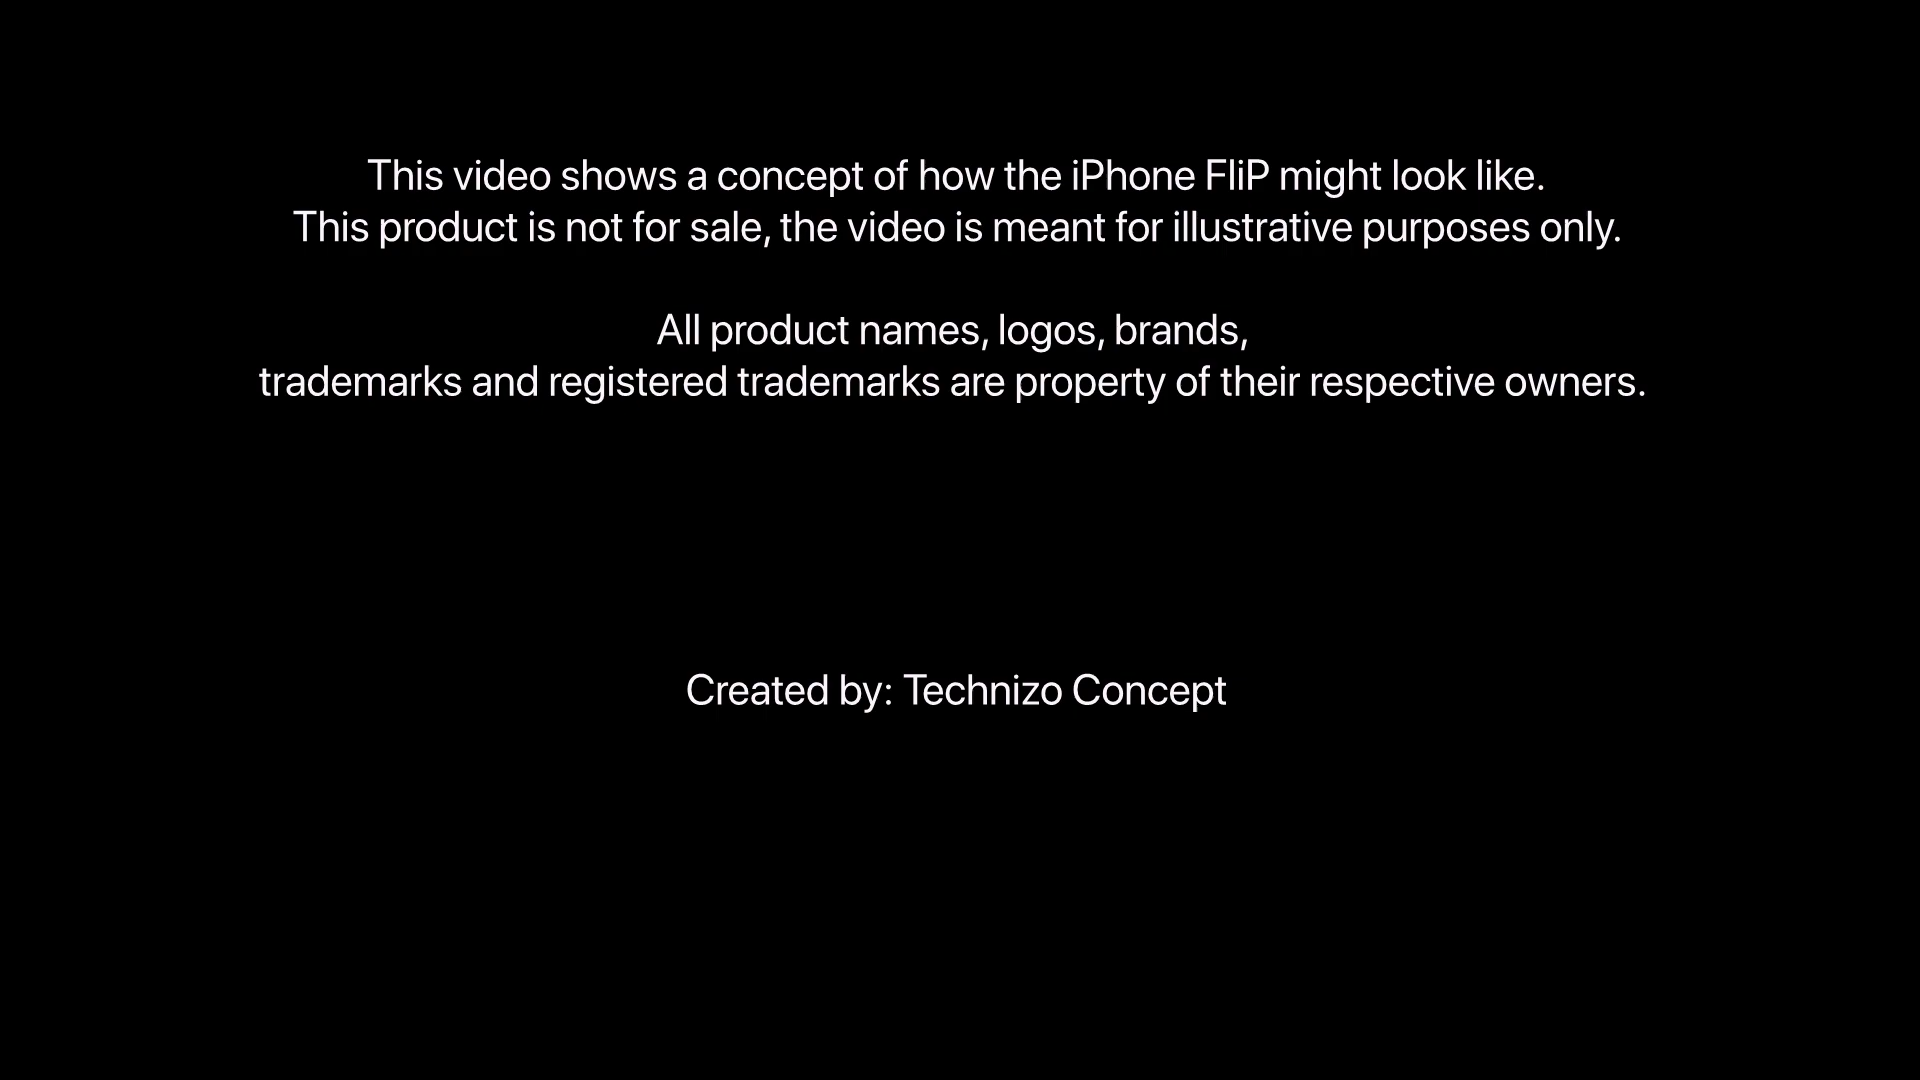 This video shows a concept of how the iPhone FliP might look like.
This product is not for sale, the video is meant for illustrative purposes only.
All product names, logos, brands,
trademarks and registered trademarks are property of their respective owners.
Created by: Technizo Concept